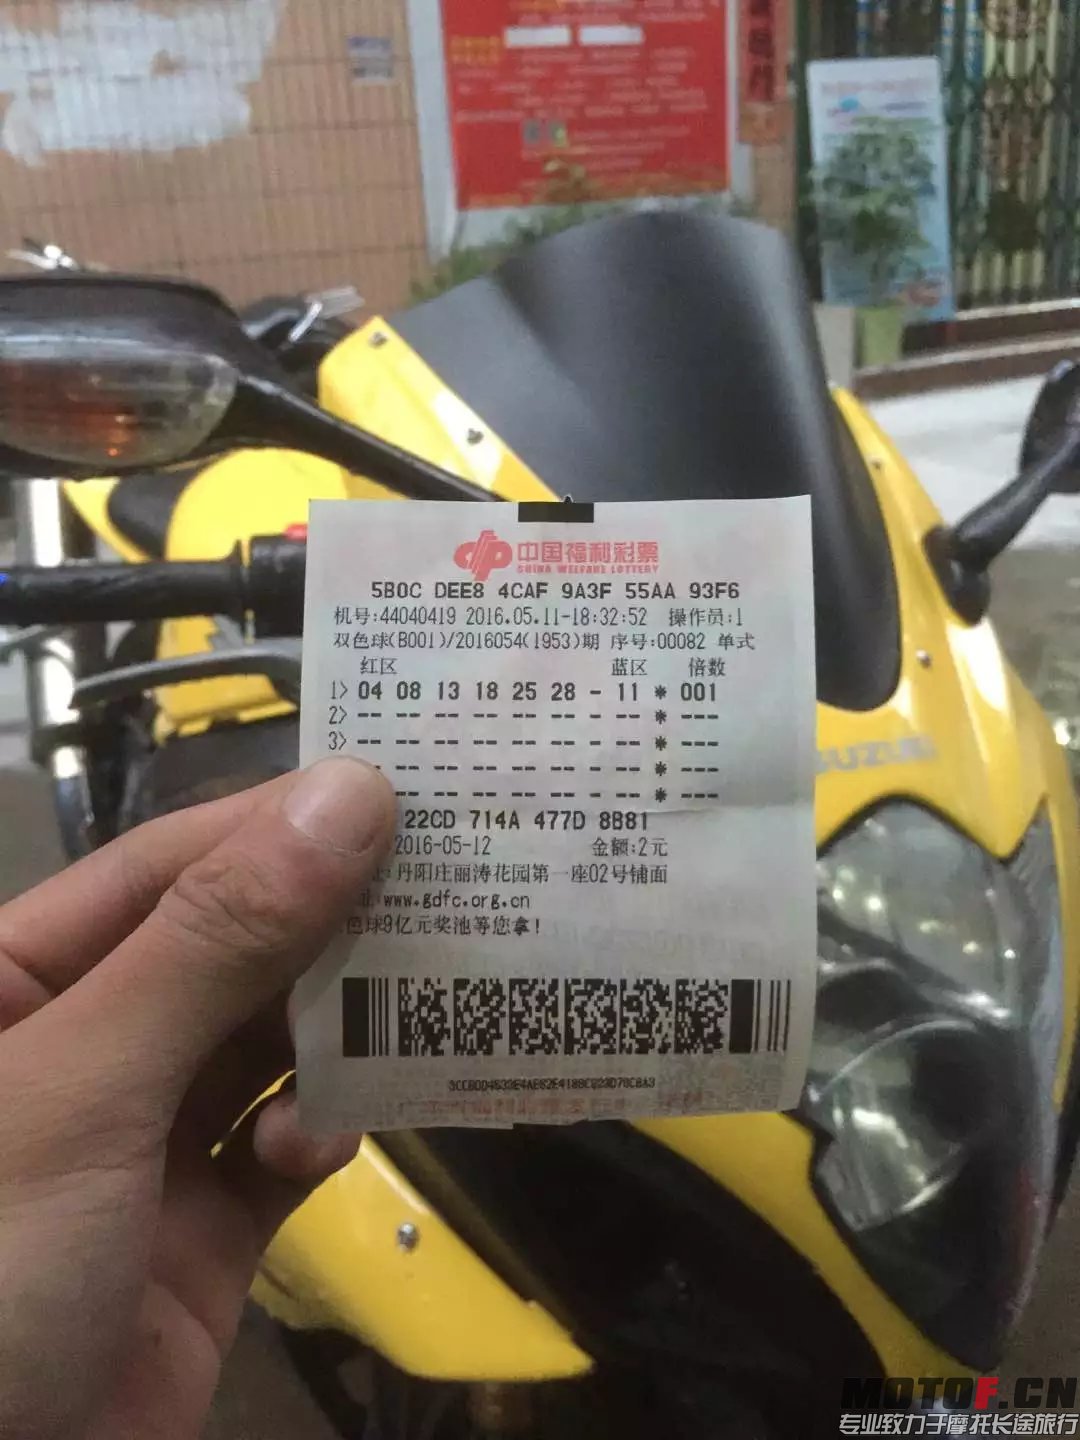 中国福利彩票
CHINA WELFARE LOTTERY
5B0C DEE8 4CAF 9A3F 55AA 93F6
机号:44040419 2016.05.11-18:32:52 操作员:1
双色球(B001)/2016054(1953)期 序号:00082 单式
红区 蓝区 倍数
1> 04 08 13 18 25 28 - 11 * 001
2> -- -- -- -- -- -- - -- * ---
3> -- -- -- -- -- -- - -- * ---
-- -- -- -- -- -- - -- * ---
-- -- -- -- -- -- - -- * ---
22CD 714A 477D 8B81
2016-05-12 金额:2元
:丹阳庄丽涛花园第一座02号铺面
:www.gdfc.org.cn
色球9亿元奖池等您拿!
SUZUKI
MOTOF.CN
专业致力于摩托长途旅行